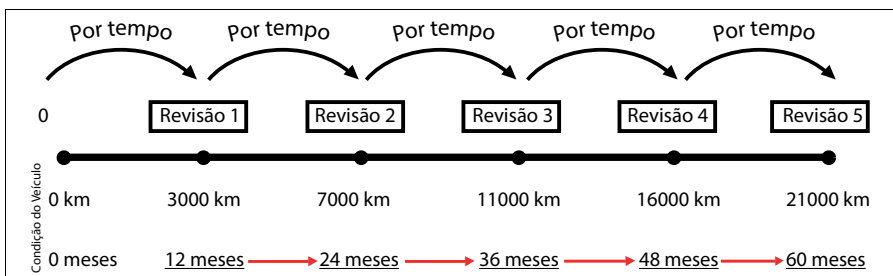 Por tempo Por tempo Por tempo Por tempo Por tempo
0 Revisão 1 Revisão 2 Revisão 3 Revisão 4 Revisão 5
Condição do Veículo
0 km 3000 km 7000 km 11000 km 16000 km 21000 km
0 meses 12 meses 24 meses 36 meses 48 meses 60 meses